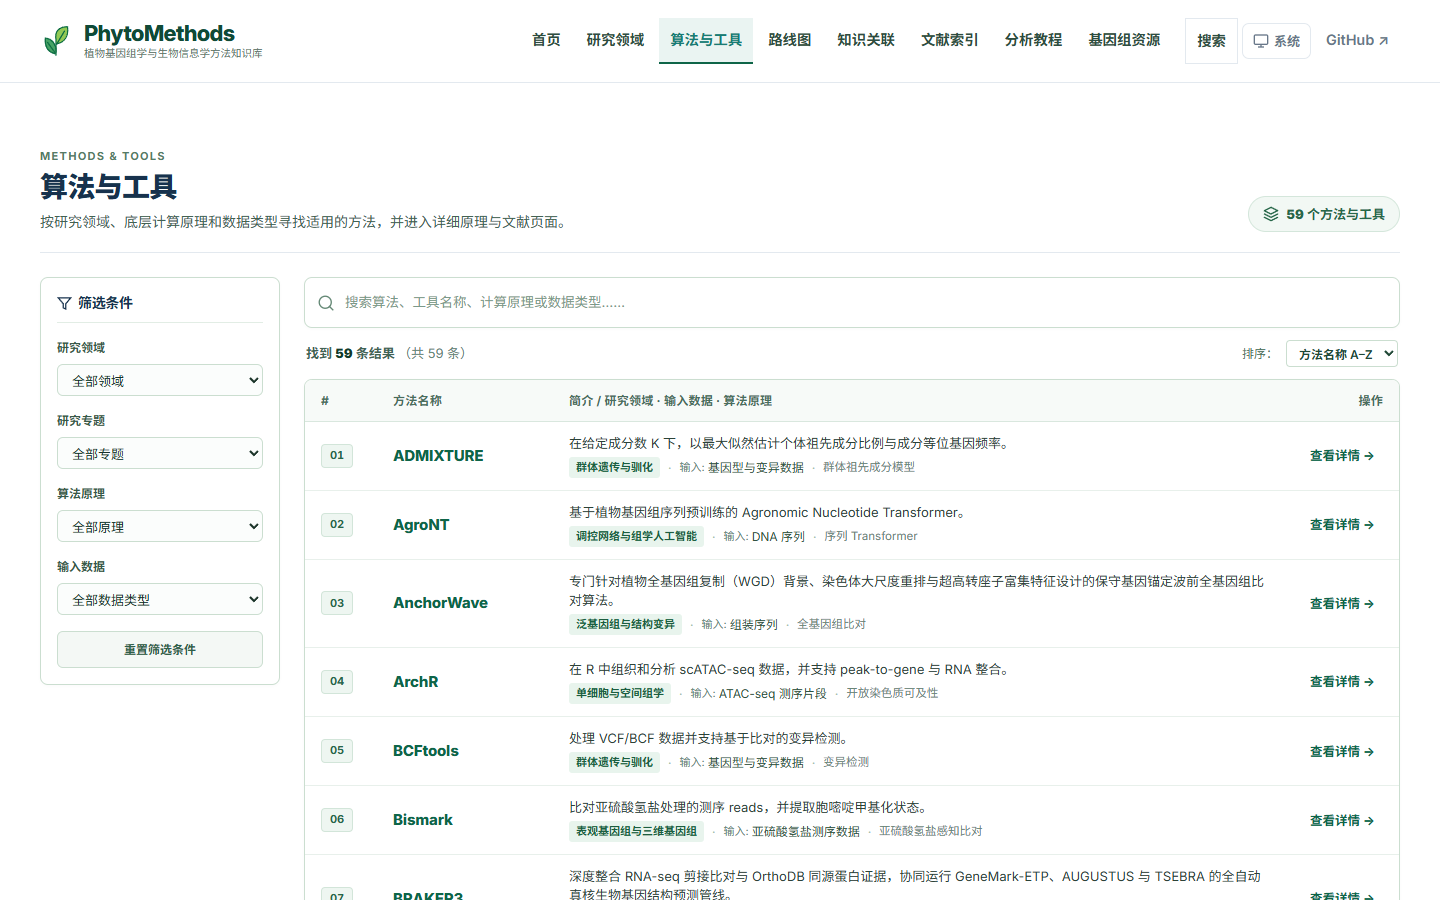 PhytoMethods
植物基因组学与生物信息学方法知识库
首页 研究领域 算法与工具 路线图 知识关联 文献索引 分析教程 基因组资源 搜索 系统 GitHub ↗
METHODS & TOOLS
算法与工具
按研究领域、底层计算原理和数据类型寻找适用的方法，并进入详细原理与文献页面。
59 个方法与工具
筛选条件
研究领域
全部领域
研究专题
全部专题
算法原理
全部原理
输入数据
全部数据类型
重置筛选条件
搜索算法、工具名称、计算原理或数据类型……
找到 59 条结果 （共 59 条）
排序： 方法名称 A–Z
# 方法名称 简介 / 研究领域 · 输入数据 · 算法原理 操作
01 ADMIXTURE 在给定成分数 K 下，以最大似然估计个体祖先成分比例与成分等位基因频率。 查看详情 →
群体遗传与驯化 · 输入: 基因型与变异数据 · 群体祖先成分模型
02 AgroNT 基于植物基因组序列预训练的 Agronomic Nucleotide Transformer。 查看详情 →
调控网络与组学人工智能 · 输入: DNA 序列 · 序列 Transformer
03 AnchorWave 专门针对植物全基因组复制（WGD）背景、染色体大尺度重排与超高转座子富集特征设计的保守基因锚定波前全基因组比
对算法。 查看详情 →
泛基因组与结构变异 · 输入: 组装序列 · 全基因组比对
04 ArchR 在 R 中组织和分析 scATAC-seq 数据，并支持 peak-to-gene 与 RNA 整合。 查看详情 →
单细胞与空间组学 · 输入: ATAC-seq 测序片段 · 开放染色质可及性
05 BCFtools 处理 VCF/BCF 数据并支持基于比对的变异检测。 查看详情 →
群体遗传与驯化 · 输入: 基因型与变异数据 · 变异检测
06 Bismark 比对亚硫酸氢盐处理的测序 reads，并提取胞嘧啶甲基化状态。 查看详情 →
表观基因组与三维基因组 · 输入: 亚硫酸氢盐测序数据 · 亚硫酸氢盐感知比对
07 BRAKER3 深度整合 RNA-seq 剪接比对与 OrthoDB 同源蛋白证据，协同运行 GeneMark-ETP、AUGUSTUS 与 TSEBRA 的全自动
真核生物基因结构预测管线。 查看详情 →